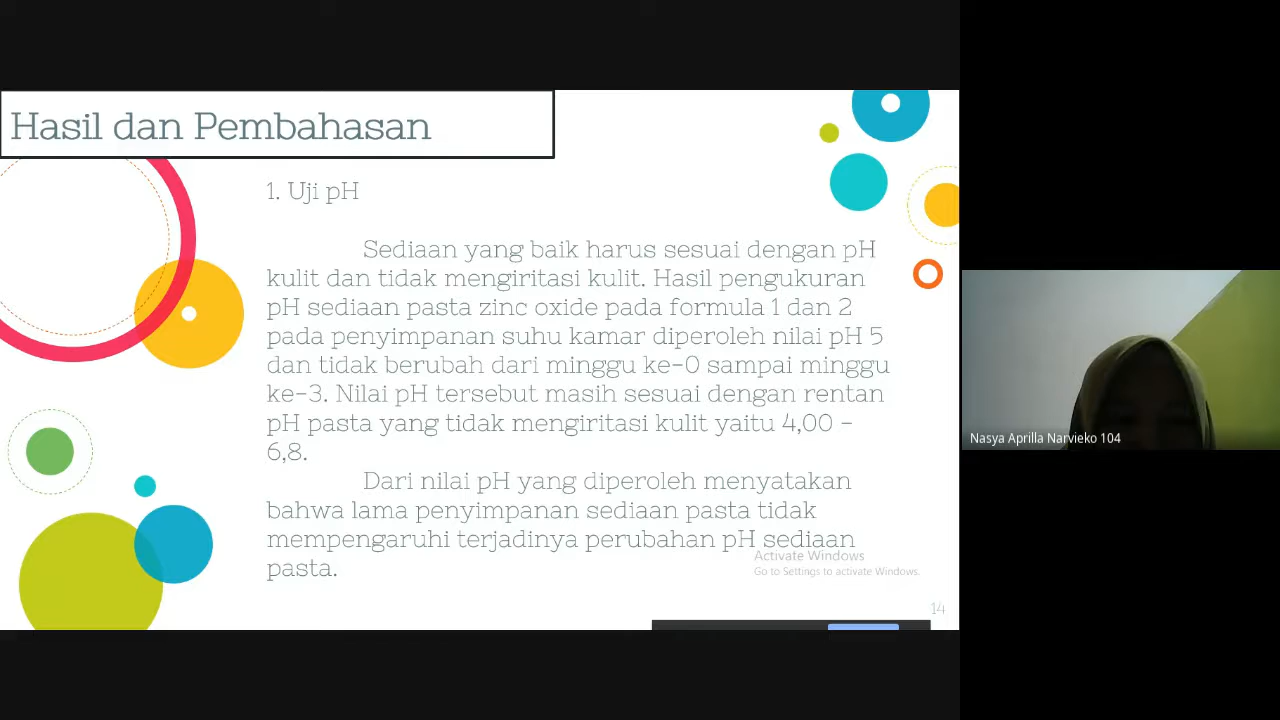 Hasil dan Pembahasan
1. Uji pH
Sediaan yang baik harus sesuai dengan pH
kulit dan tidak mengiritasi kulit. Hasil pengukuran
pH sediaan pasta zinc oxide pada formula 1 dan 2
pada penyimpanan suhu kamar diperoleh nilai pH 5
dan tidak berubah dari minggu ke-0 sampai minggu
ke-3. Nilai pH tersebut masih sesuai dengan rentan
pH pasta yang tidak mengiritasi kulit yaitu 4,00 –
6,8.
Dari nilai pH yang diperoleh menyatakan
bahwa lama penyimpanan sediaan pasta tidak
mempengaruhi terjadinya perubahan pH sediaan
pasta.
Activate Windows
Go to Settings to activate Windows.
14
Nasya Aprilla Narvieko 104